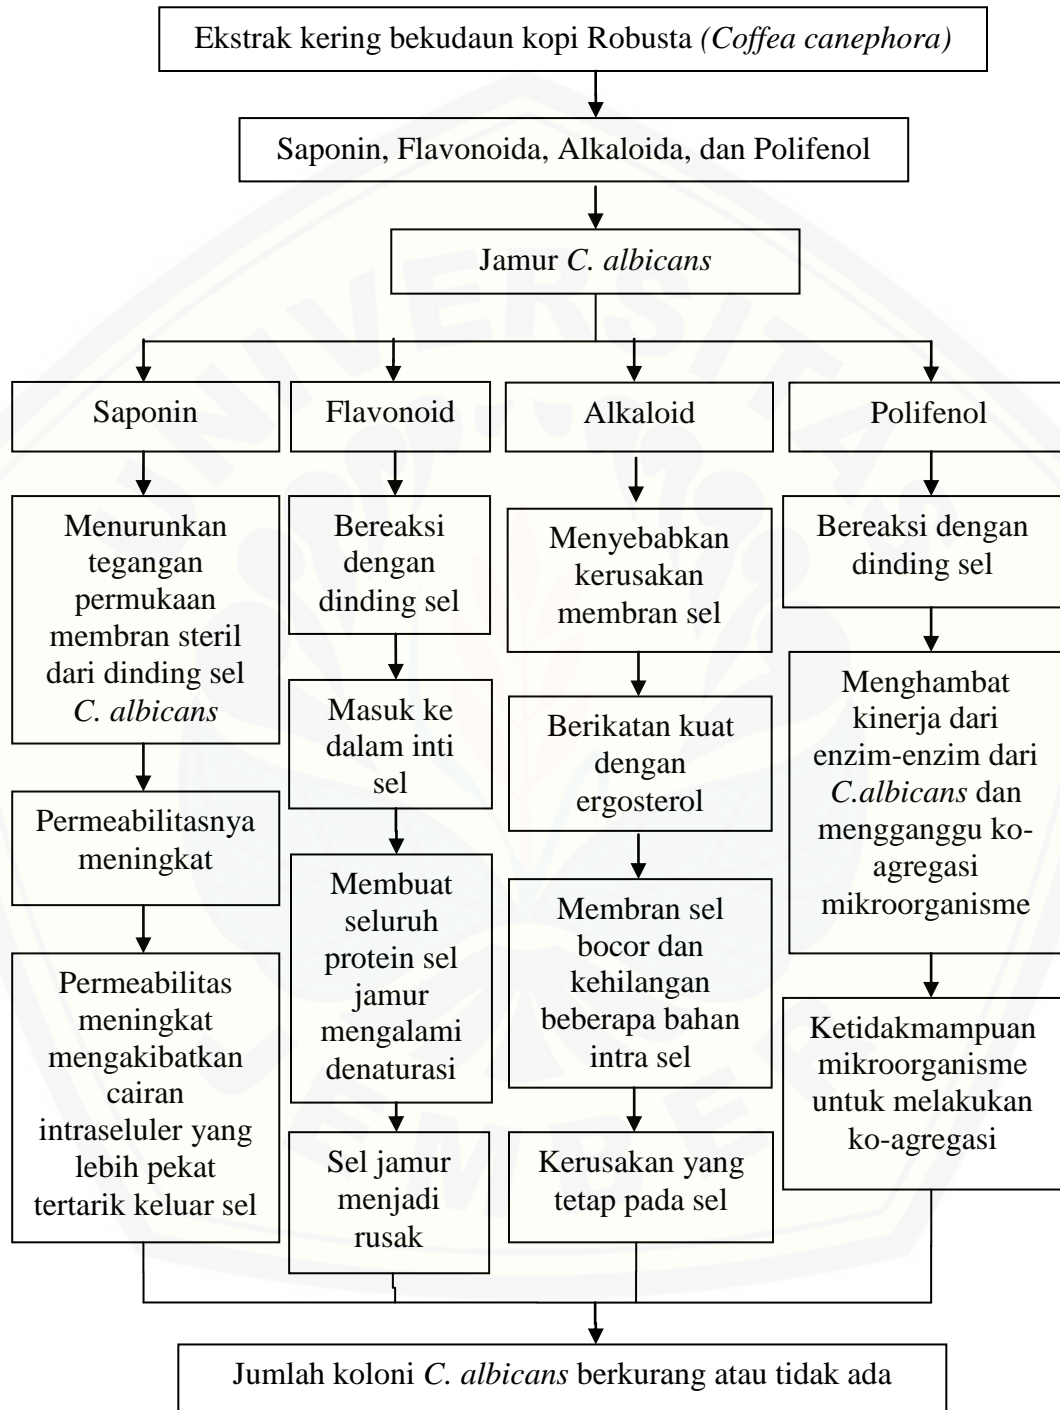 Ekstrak kering bekudaun kopi Robusta (Coffea canephora)
Saponin, Flavonoida, Alkaloida, dan Polifenol
Jamur C. albicans
Saponin
Flavonoid
Alkaloid
Polifenol
Menurunkan
tegangan
permukaan
membran steril
dari dinding sel
C. albicans
Permeabilitasnya
meningkat
Permeabilitas
meningkat
mengakibatkan
cairan
intraseluler yang
lebih pekat
tertarik keluar sel
Bereaksi
dengan
dinding sel
Masuk ke
dalam inti
sel
Membuat
seluruh
protein sel
jamur
mengalami
denaturasi
Sel jamur
menjadi
rusak
Menyebabkan
kerusakan
membran sel
Berikatan kuat
dengan
ergosterol
Membran sel
bocor dan
kehilangan
beberapa bahan
intra sel
Kerusakan yang
tetap pada sel
Bereaksi dengan
dinding sel
Menghambat
kinerja dari
enzim-enzim dari
C.albicans dan
mengganggu ko-
agregasi
mikroorganisme
Ketidakmampuan
mikroorganisme
untuk melakukan
ko-agregasi
Jumlah koloni C. albicans berkurang atau tidak ada
UNIVERSITAS
JEMBER